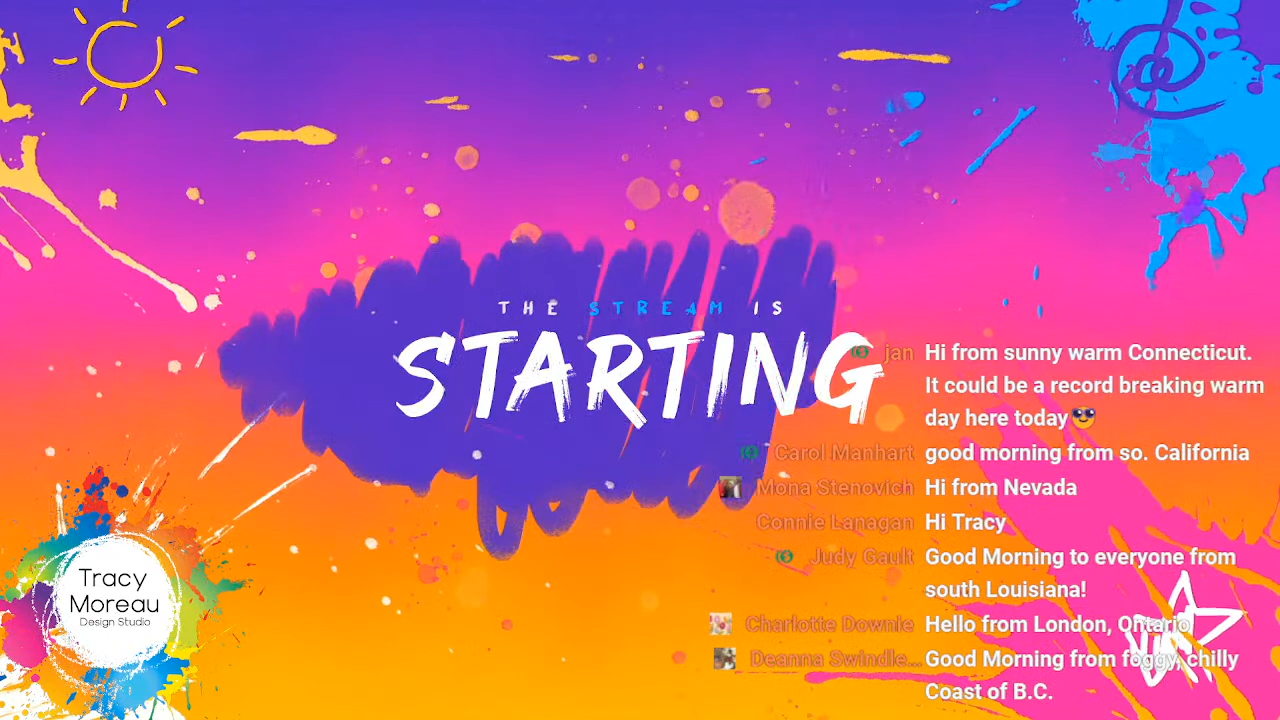 THE STREAM IS
STARTING
jan Hi from sunny warm Connecticut.
It could be a record breaking warm
day here today😎
Carol Manhart good morning from so. California
Mona Stenovich Hi from Nevada
Connie Lanagan Hi Tracy
Judy Gault Good Morning to everyone from
south Louisiana!
Charlotte Downie Hello from London, Ontario
Deanna Swindle... Good Morning from foggy, chilly
Coast of B.C.
Tracy
Moreau
Design Studio